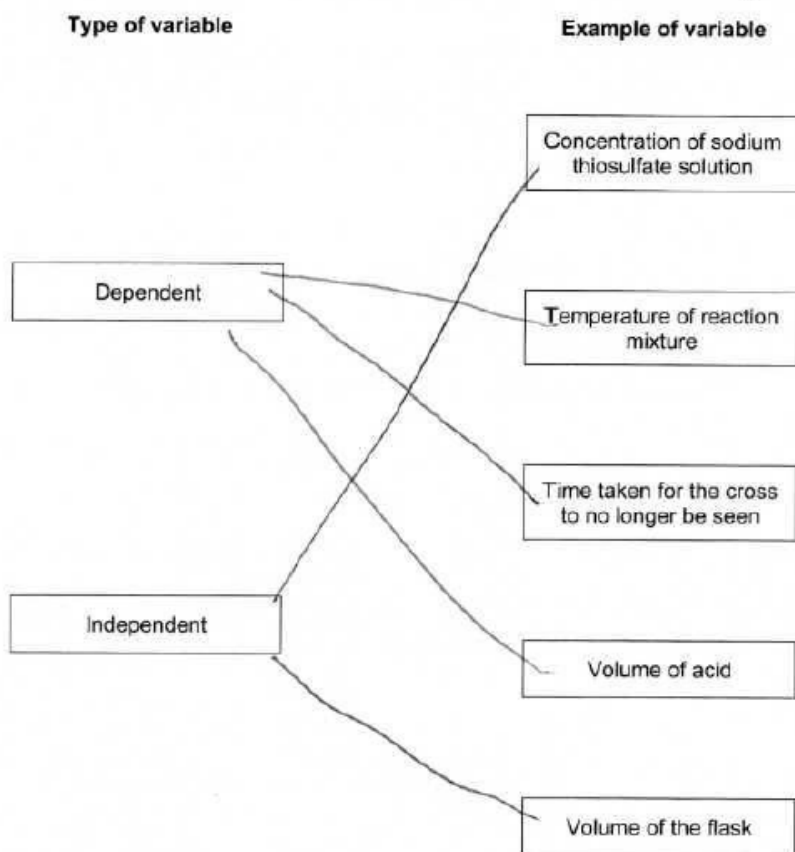 Type of variable
Example of variable
Concentration of sodium
thiosulfate solution
Dependent
Temperature of reaction
mixture
Time taken for the cross
to no longer be seen
Independent
Volume of acid
Volume of the flask